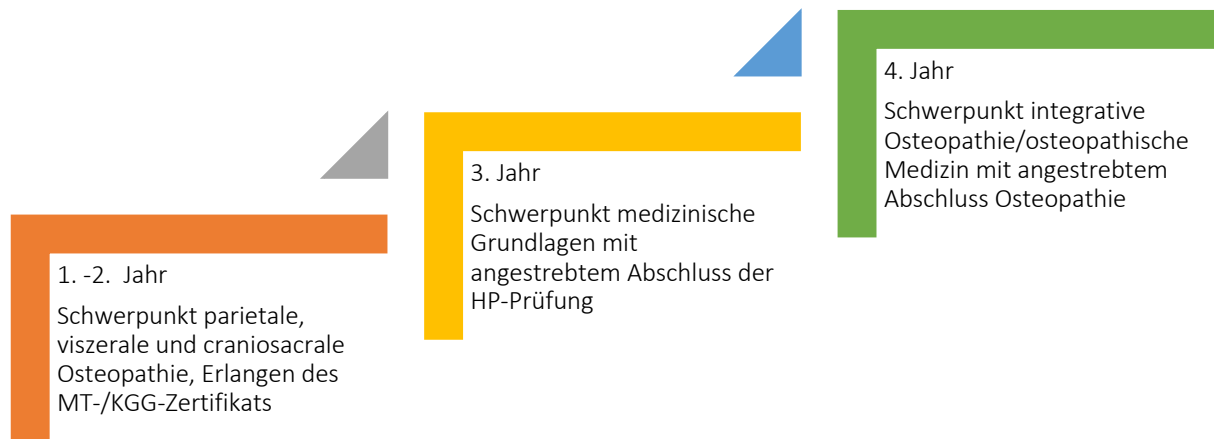 1. -2. Jahr
Schwerpunkt parietale,
viszerale und craniosacrale
Osteopathie, Erlangen des
MT-/KGG-Zertifikats
3. Jahr
Schwerpunkt medizinische
Grundlagen mit
angestrebtem Abschluss der
HP-Prüfung
4. Jahr
Schwerpunkt integrative
Osteopathie/osteopathische
Medizin mit angestrebtem
Abschluss Osteopathie